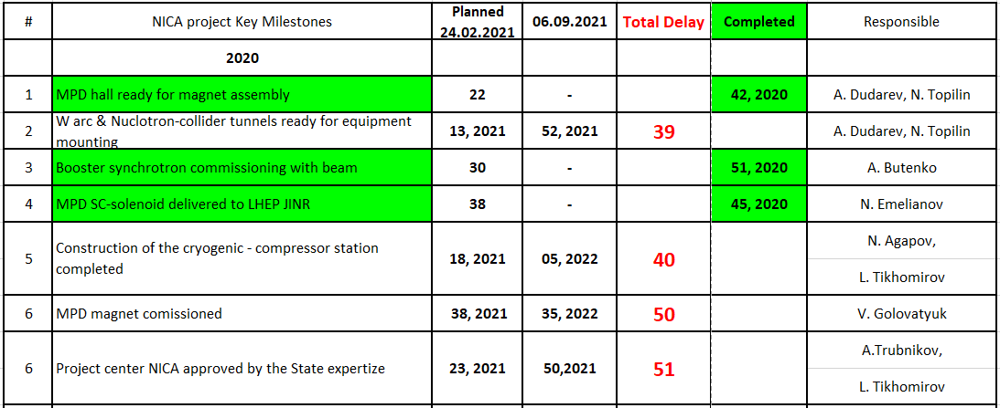 # NICA project Key Milestones Planned 24.02.2021 06.09.2021 Total Delay Completed Responsible
2020
1 MPD hall ready for magnet assembly 22 - 42, 2020 A. Dudarev, N. Topilin
2 W arc & Nuclotron-collider tunnels ready for equipment mounting 13, 2021 52, 2021 39 A. Dudarev, N. Topilin
3 Booster synchrotron commissioning with beam 30 - 51, 2020 A. Butenko
4 MPD SC-solenoid delivered to LHEP JINR 38 - 45, 2020 N. Emelianov
5 Construction of the cryogenic - compressor station completed 18, 2021 05, 2022 40 N. Agapov, L. Tikhomirov
6 MPD magnet comissioned 38, 2021 35, 2022 50 V. Golovatyuk
6 Project center NICA approved by the State expertize 23, 2021 50,2021 51 A.Trubnikov, L. Tikhomirov